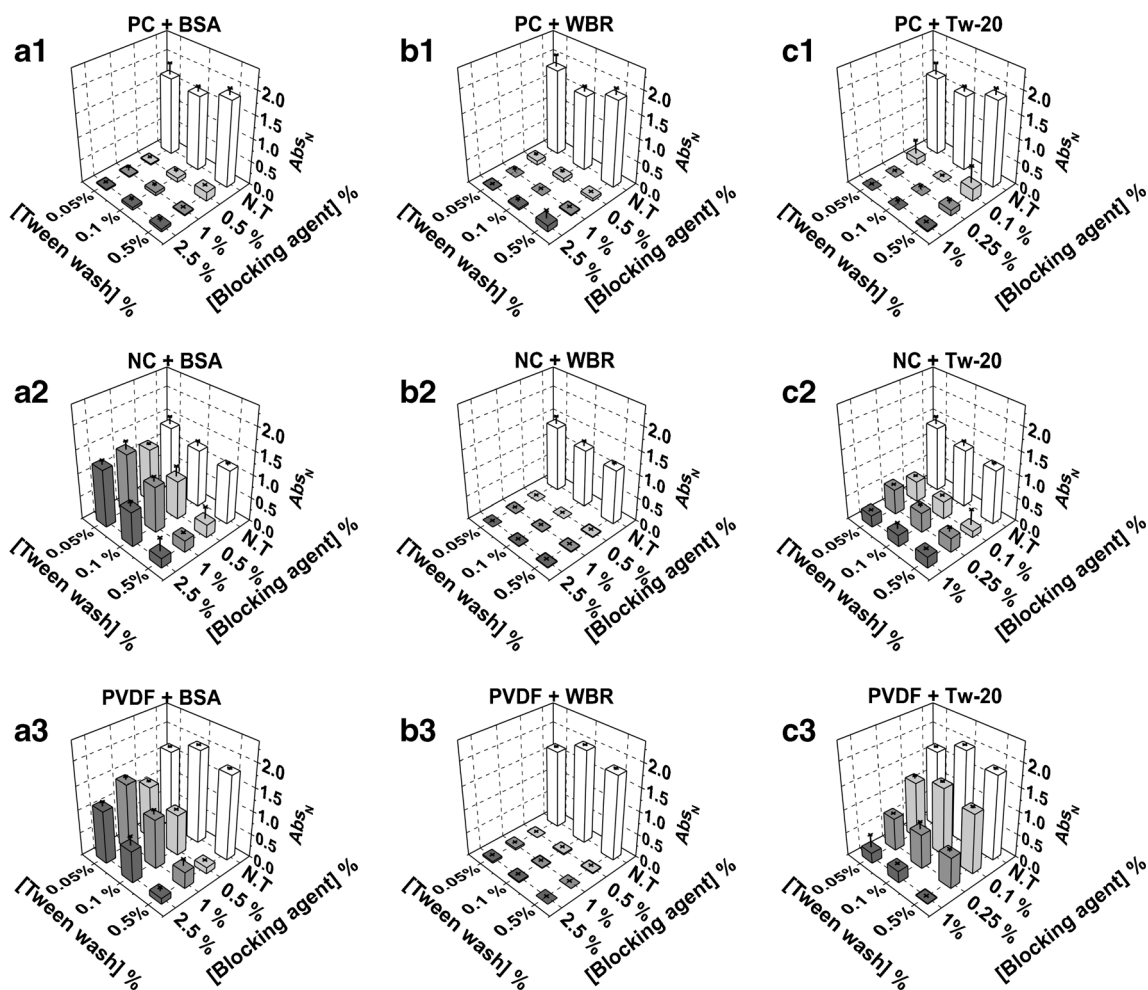 PC + BSA
a1
2.0
1.5
1.0
0.5
0.0
Abs_N
N.T
0.5 %
1 %
2.5 %
0.05%
0.1 %
0.5%
[Tween wash] %
[Blocking agent] %
PC + WBR
b1
2.0
1.5
1.0
0.5
0.0
Abs_N
N.T
0.5 %
1 %
2.5 %
0.05%
0.1 %
0.5%
[Tween wash] %
[Blocking agent] %
PC + Tw-20
c1
2.0
1.5
1.0
0.5
0.0
Abs_N
N.T
0.1 %
0.25 %
1%
0.05%
0.1 %
0.5%
[Tween wash] %
[Blocking agent] %
NC + BSA
a2
2.0
1.5
1.0
0.5
0.0
Abs_N
N.T
0.5 %
1 %
2.5 %
0.05%
0.1 %
0.5%
[Tween wash] %
[Blocking agent] %
NC + WBR
b2
2.0
1.5
1.0
0.5
0.0
Abs_N
N.T
0.5 %
1 %
2.5 %
0.05%
0.1 %
0.5%
[Tween wash] %
[Blocking agent] %
NC + Tw-20
c2
2.0
1.5
1.0
0.5
0.0
Abs_N
N.T
0.1 %
0.25 %
1%
0.05%
0.1 %
0.5%
[Tween wash] %
[Blocking agent] %
PVDF + BSA
a3
2.0
1.5
1.0
0.5
0.0
Abs_N
N.T
0.5 %
1 %
2.5 %
0.05%
0.1 %
0.5%
[Tween wash] %
[Blocking agent] %
PVDF + WBR
b3
2.0
1.5
1.0
0.5
0.0
Abs_N
N.T
0.5 %
1 %
2.5 %
0.05%
0.1 %
0.5%
[Tween wash] %
[Blocking agent] %
PVDF + Tw-20
c3
2.0
1.5
1.0
0.5
0.0
Abs_N
N.T
0.1 %
0.25 %
1%
0.05%
0.1 %
0.5%
[Tween wash] %
[Blocking agent] %